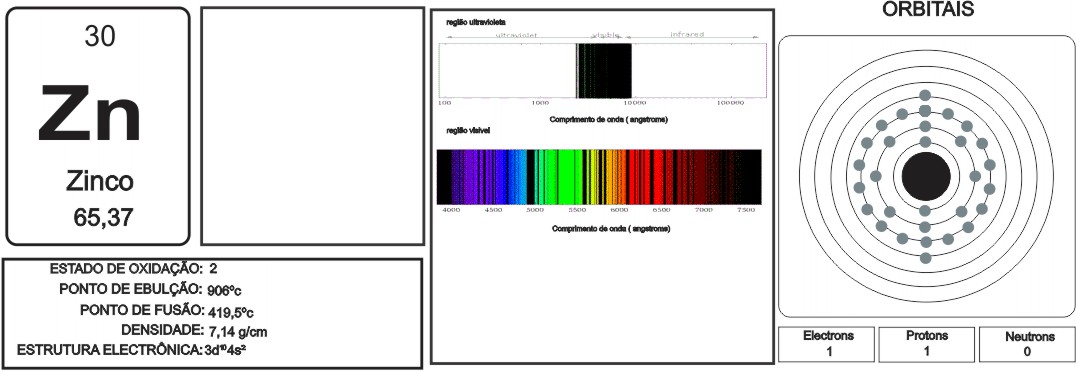 30
Zn
Zinco
65,37
ESTADO DE OXIDAÇÃO: 2
PONTO DE EBULÇÃO: 906ºc
PONTO DE FUSÃO: 419,5ºc
DENSIDADE: 7,14 g/cm
ESTRUTURA ELECTRÔNICA: 3d¹⁰4s²
região ultravioleta
ultraviolet visible infrared
100 1000 10000 100000
Comprimento de onda ( angstroms)
região visivel
4000 4500 5000 5500 6000 6500 7000 7500
Comprimento de onda ( angstroms)
ORBITAIS
Electrons Protons Neutrons
1 1 0